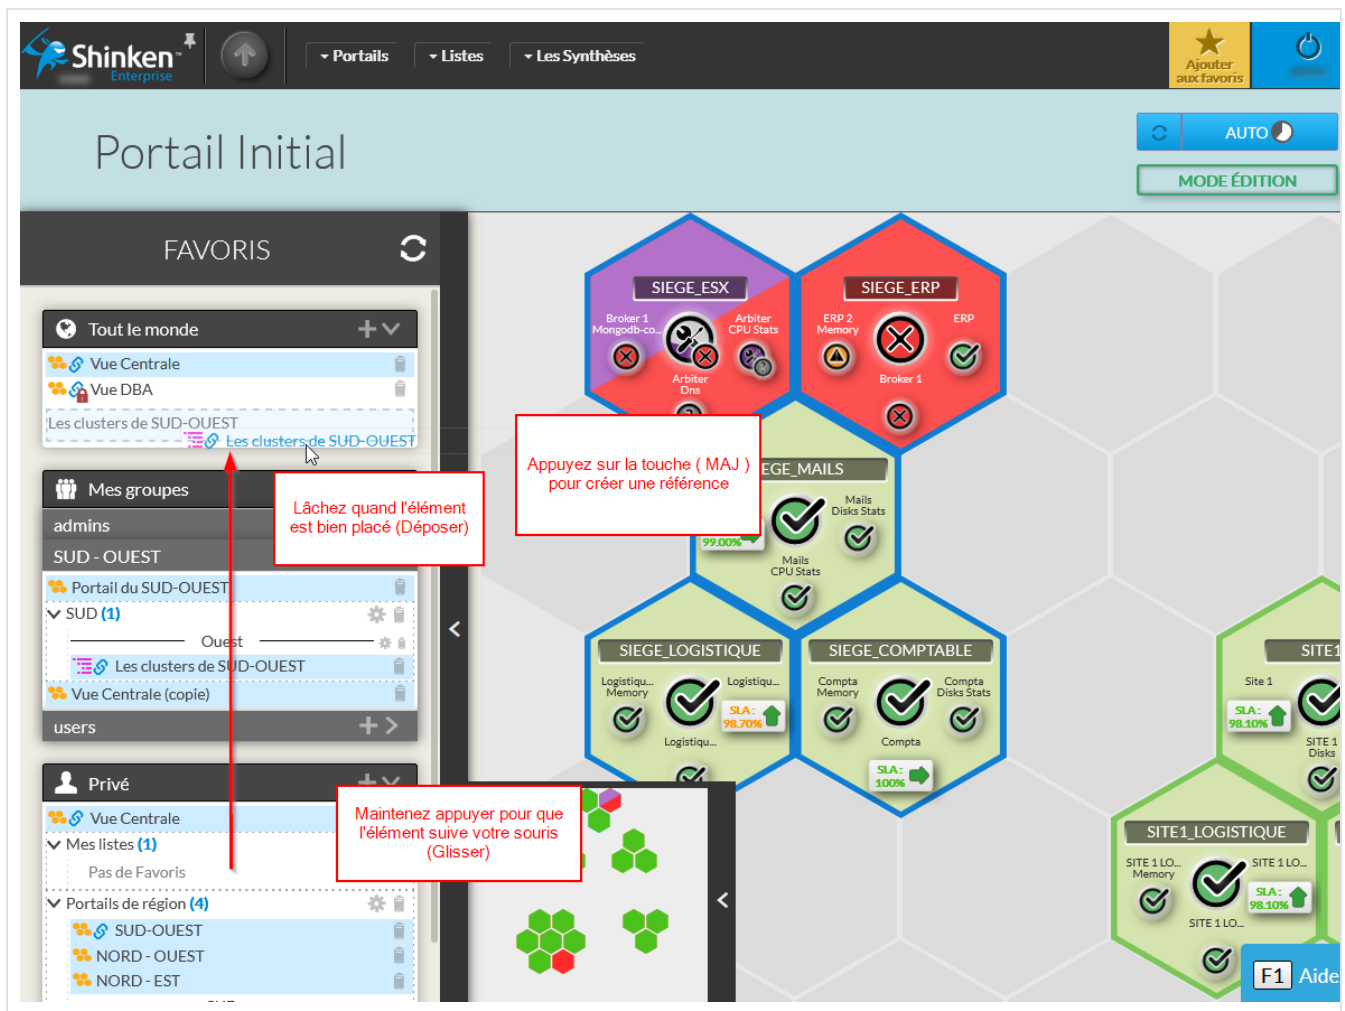 Shinken™
Enterprise
Portails
Listes
Les Synthèses
Ajouter
aux favoris
Portail Initial
AUTO
MODE ÉDITION
FAVORIS
Tout le monde
Vue Centrale
Vue DBA
Les clusters de SUD-OUEST
Les clusters de SUD-OUEST
Mes groupes
admins
SUD - OUEST
Portail du SUD-OUEST
SUD (1)
Ouest
Les clusters de SUD-OUEST
Vue Centrale (copie)
users
Privé
Vue Centrale
Mes listes (1)
Pas de Favoris
Portails de région (4)
SUD-OUEST
NORD - OUEST
NORD - EST
Lâchez quand l'élément
est bien placé (Déposer)
Appuyez sur la touche ( MAJ )
pour créer une référence
Maintenez appuyer pour que
l'élément suive votre souris
(Glisser)
SIEGE_ESX
Broker 1
Mongodb-co...
Arbiter
CPU Stats
Arbiter
Dns
SIEGE_ERP
ERP 2
Memory
ERP
Broker 1
EGE_MAILS
Mails
Disks Stats
99.00%
Mails
CPU Stats
SIEGE_LOGISTIQUE
Logistiqu...
Memory
Logistiqu...
SLA:
98.70%
Logistiqu...
SIEGE_COMPTABLE
Compta
Memory
Compta
Disks Stats
Compta
SLA:
100%
SITE1
Site 1
SLA:
98.10%
SITE 1
Disks
SITE1_LOGISTIQUE
SITE 1 LO...
Memory
SITE 1 LO...
SLA:
98.10%
SITE 1 LO...
F1 Aide